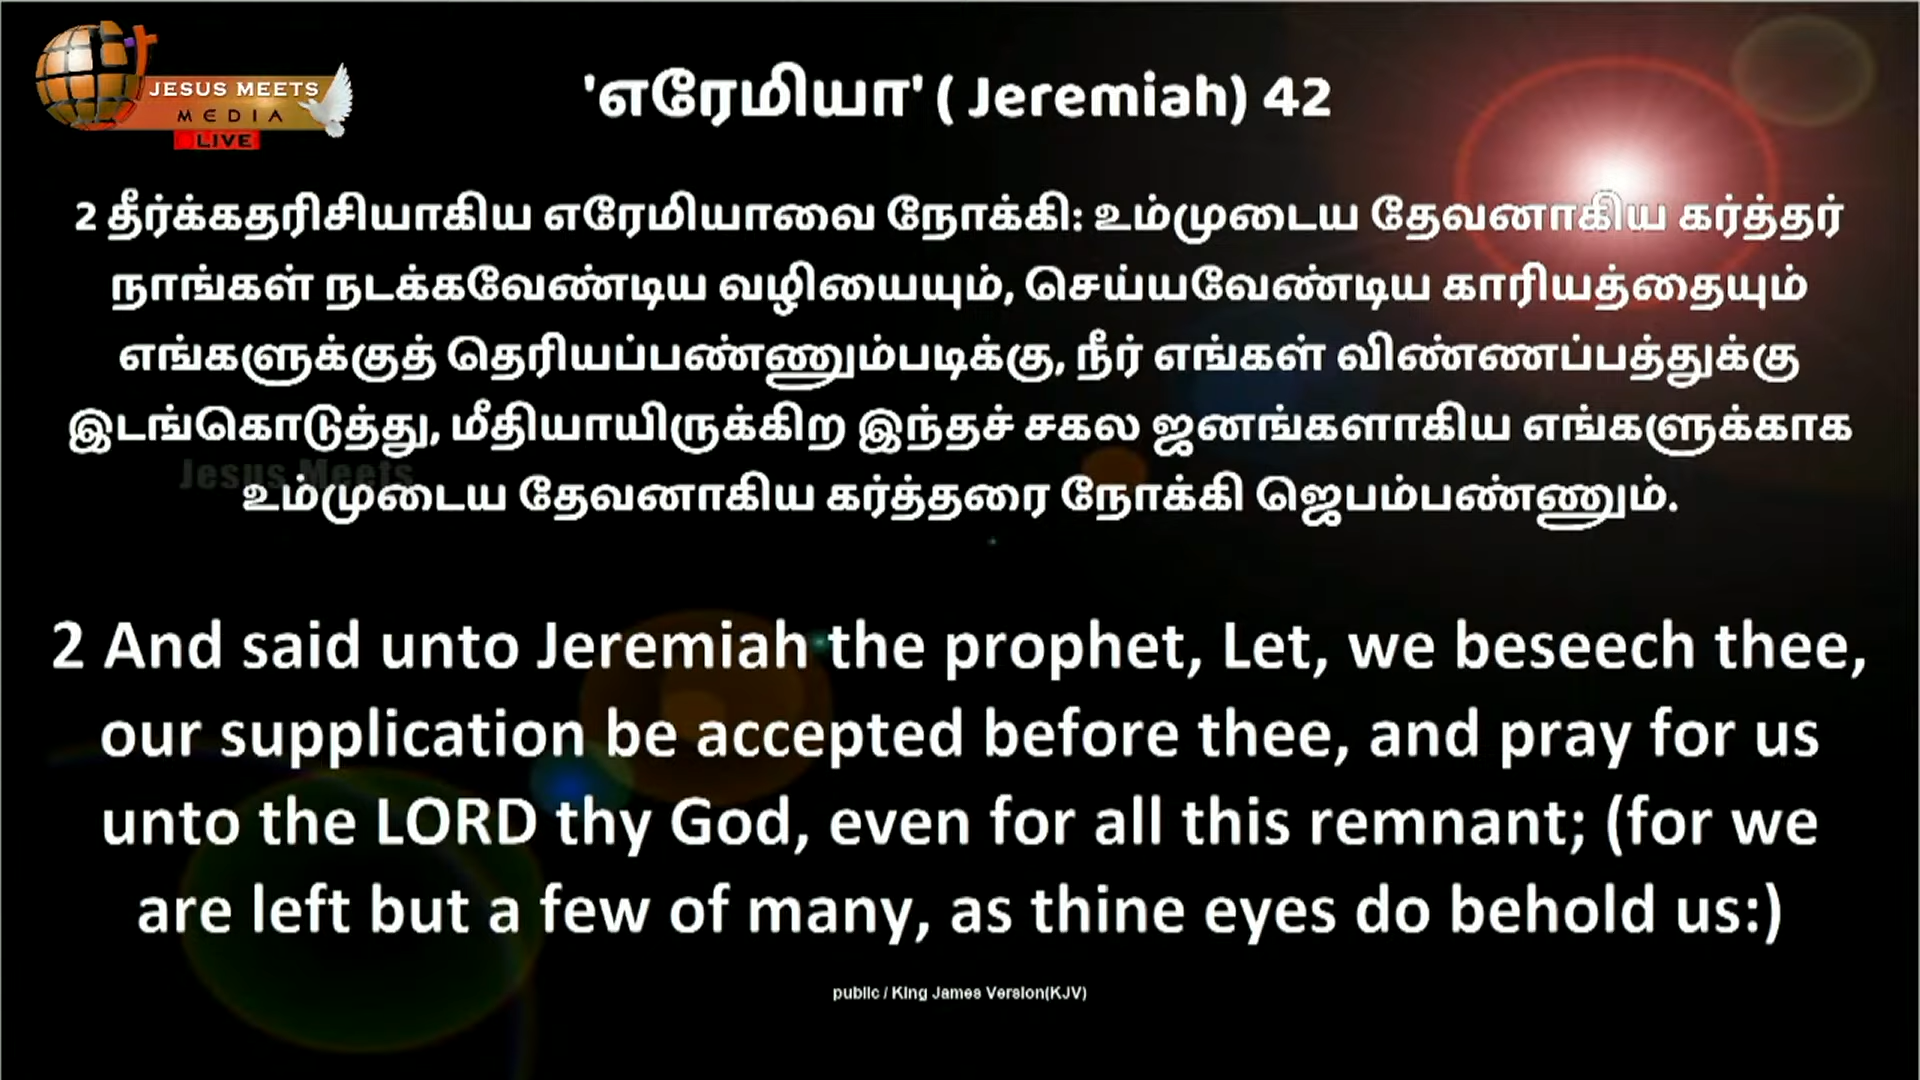 JESUS MEETS
MEDIA
LIVE
'எரேமியா' ( Jeremiah) 42
2 தீர்க்கதரிசியாகிய எரேமியாவை நோக்கி: உம்முடைய தேவனாகிய கர்த்தர்
நாங்கள் நடக்கவேண்டிய வழியையும், செய்யவேண்டிய காரியத்தையும்
எங்களுக்குத் தெரியப்பண்ணும்படிக்கு, நீர் எங்கள் விண்ணப்பத்துக்கு
இடங்கொடுத்து, மீதியாயிருக்கிற இந்தச் சகல ஜனங்களாகிய எங்களுக்காக
Jesus Meets
உம்முடைய தேவனாகிய கர்த்தரை நோக்கி ஜெபம்பண்ணும்.
2 And said unto Jeremiah the prophet, Let, we beseech thee,
our supplication be accepted before thee, and pray for us
unto the LORD thy God, even for all this remnant; (for we
are left but a few of many, as thine eyes do behold us:)
public / King James Version(KJV)